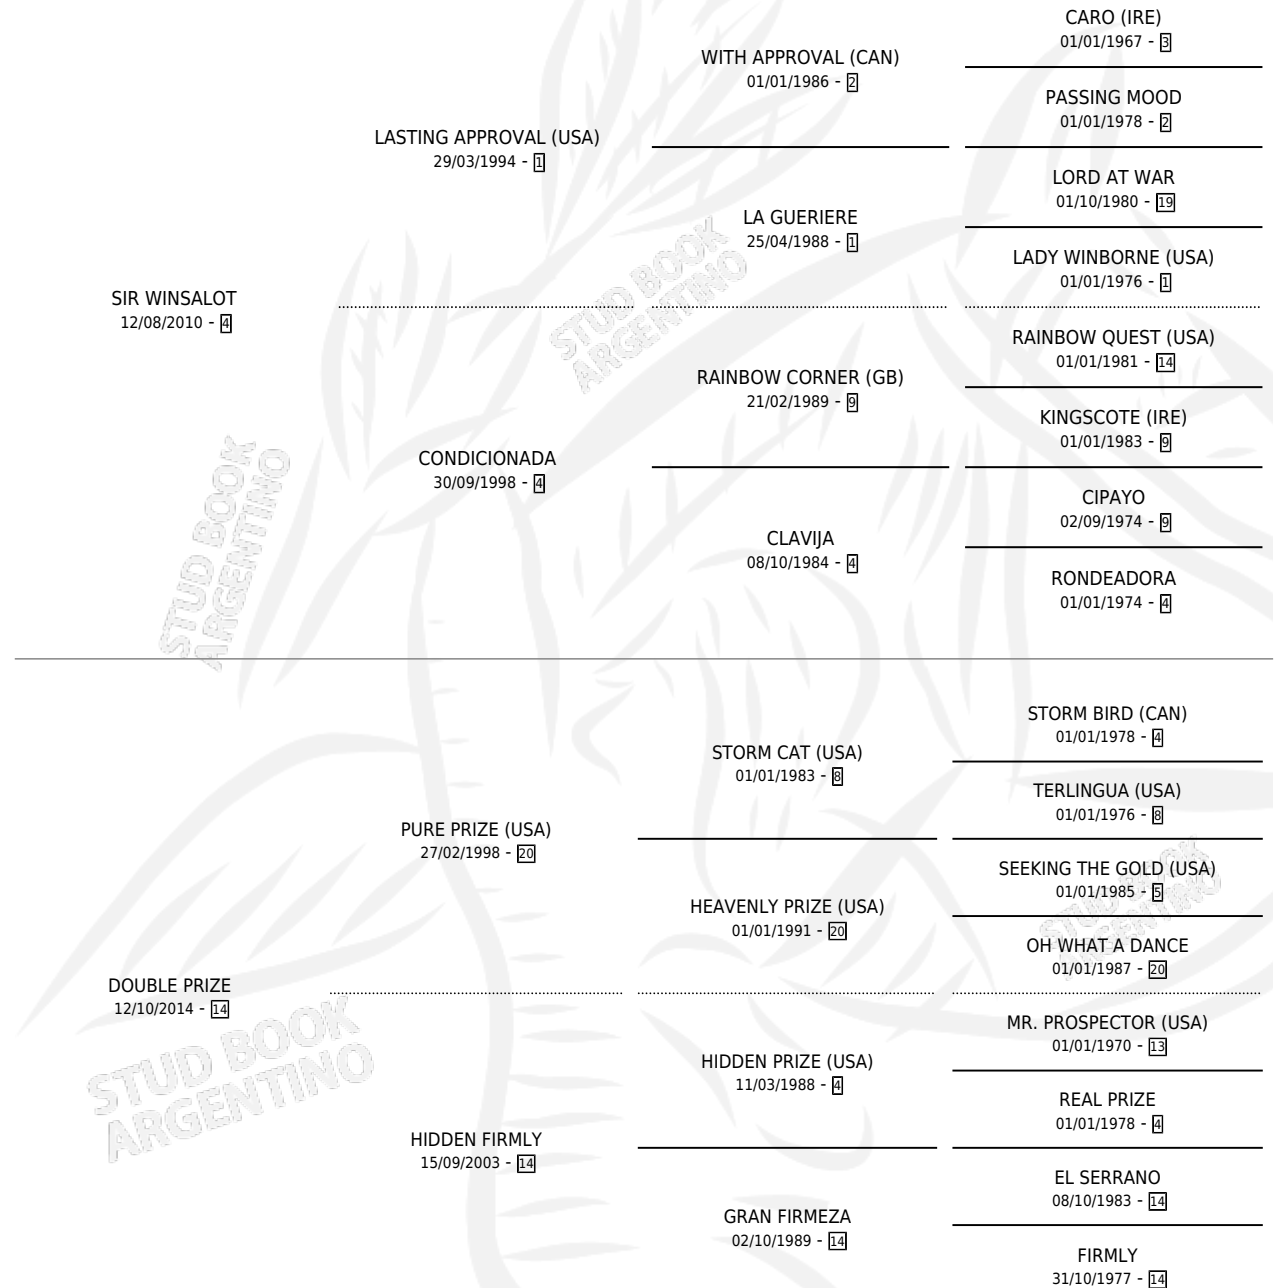 CARO (IRE)
01/01/1967 - 3
WITH APPROVAL (CAN)
01/01/1986 - 2
PASSING MOOD
01/01/1978 - 2
LASTING APPROVAL (USA)
29/03/1994 - 1
LORD AT WAR
01/10/1980 - 19
LA GUERIERE
25/04/1988 - 1
LADY WINBORNE (USA)
01/01/1976 - 1
SIR WINSALOT
12/08/2010 - 4
RAINBOW QUEST (USA)
01/01/1981 - 14
RAINBOW CORNER (GB)
21/02/1989 - 9
KINGSCOTE (IRE)
01/01/1983 - 9
CONDICIONADA
30/09/1998 - 4
CIPAYO
02/09/1974 - 9
CLAVIJA
08/10/1984 - 4
RONDEADORA
01/01/1974 - 4
STORM BIRD (CAN)
01/01/1978 - 4
STORM CAT (USA)
01/01/1983 - 8
TERLINGUA (USA)
01/01/1976 - 8
PURE PRIZE (USA)
27/02/1998 - 20
SEEKING THE GOLD (USA)
01/01/1985 - 5
HEAVENLY PRIZE (USA)
01/01/1991 - 20
OH WHAT A DANCE
01/01/1987 - 20
DOUBLE PRIZE
12/10/2014 - 14
MR. PROSPECTOR (USA)
01/01/1970 - 13
HIDDEN PRIZE (USA)
11/03/1988 - 4
REAL PRIZE
01/01/1978 - 4
HIDDEN FIRMLY
15/09/2003 - 14
EL SERRANO
08/10/1983 - 14
GRAN FIRMEZA
02/10/1989 - 14
FIRMLY
31/10/1977 - 14
STUD BOOK
ARGENTINO
STUD BOOK
ARGENTINO
STUD BOOK
ARGENTINO
STUD BOOK
ARGENTINO